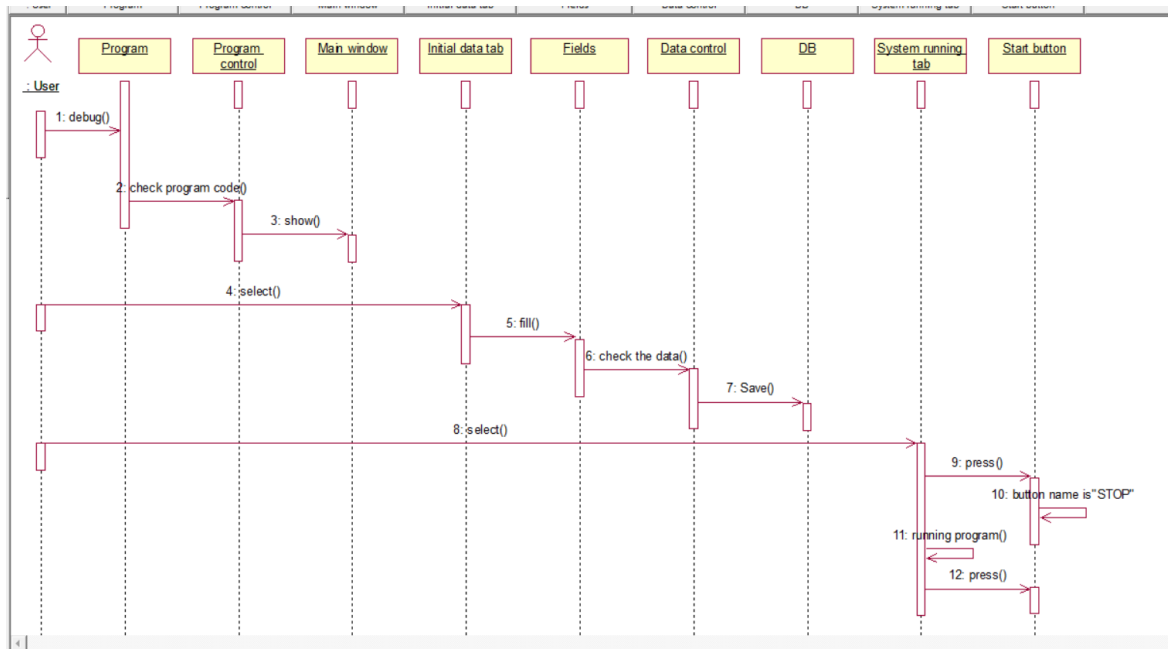 Program
Program
control
Main window
Initial data tab
Fields
Data control
DB
System running
tab
Start button
: User
1: debug()
2: check program code()
3: show()
4: select()
5: fill()
6: check the data()
7: Save()
8: select()
9: press()
10: button name is"STOP"
11: running program()
12: press()